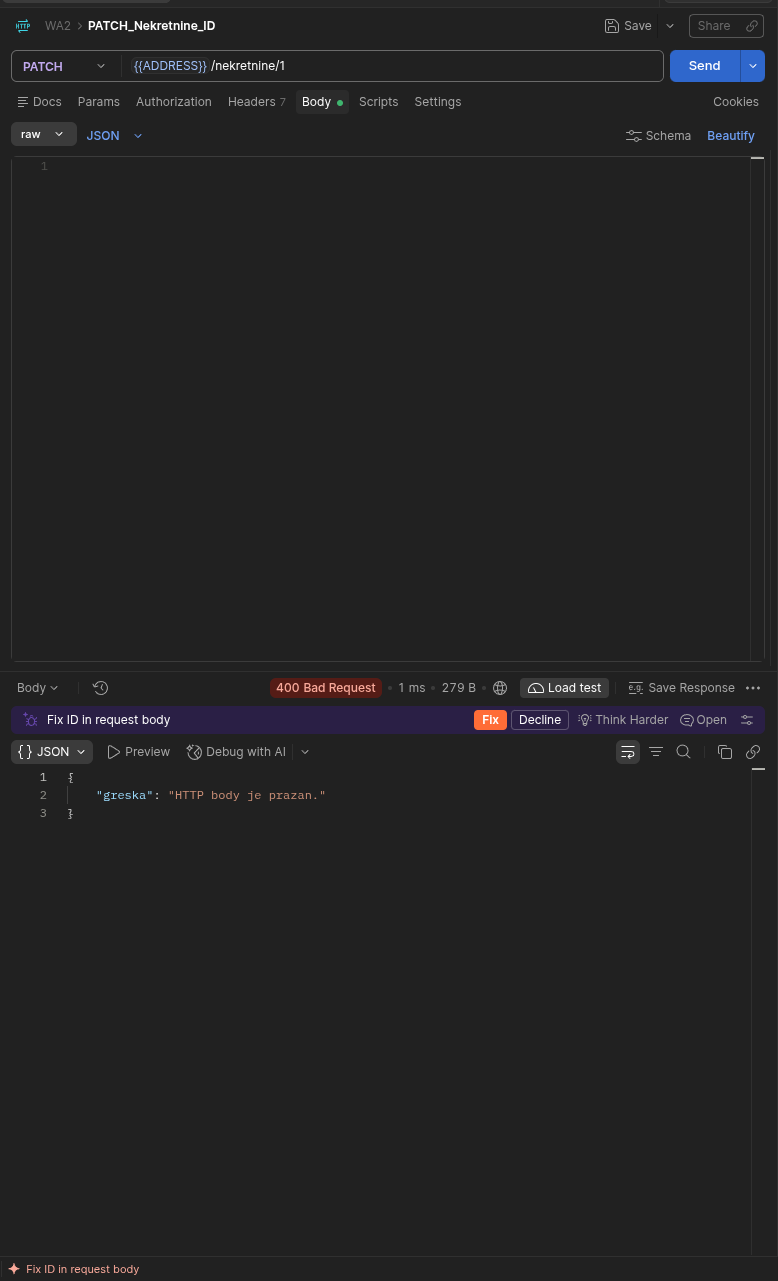 HTTP WA2 > PATCH_Nekretnine_ID Save Share
PATCH {{ADDRESS}} /nekretnine/1 Send
Docs Params Authorization Headers 7 Body Scripts Settings Cookies
raw JSON Schema Beautify
1
Body 400 Bad Request • 1 ms • 279 B • Load test e.g. Save Response
Fix ID in request body Fix Decline Think Harder Open
{ } JSON Preview Debug with AI
1 {
2 "greska": "HTTP body je prazan."
3 }
Fix ID in request body